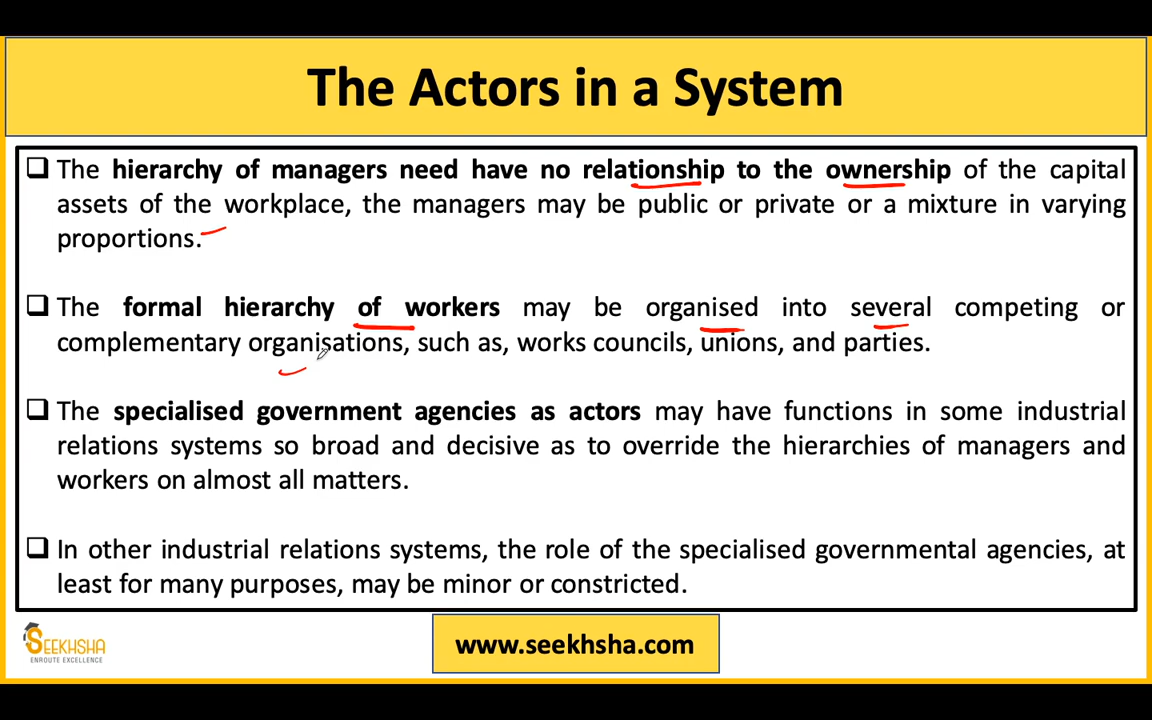 The Actors in a System
❑ The hierarchy of managers need have no relationship to the ownership of the capital
assets of the workplace, the managers may be public or private or a mixture in varying
proportions.
❑ The formal hierarchy of workers may be organised into several competing or
complementary organisations, such as, works councils, unions, and parties.
❑ The specialised government agencies as actors may have functions in some industrial
relations systems so broad and decisive as to override the hierarchies of managers and
workers on almost all matters.
❑ In other industrial relations systems, the role of the specialised governmental agencies, at
least for many purposes, may be minor or constricted.
SEEKHSHA
ENROUTE EXCELLENCE
www.seekhsha.com